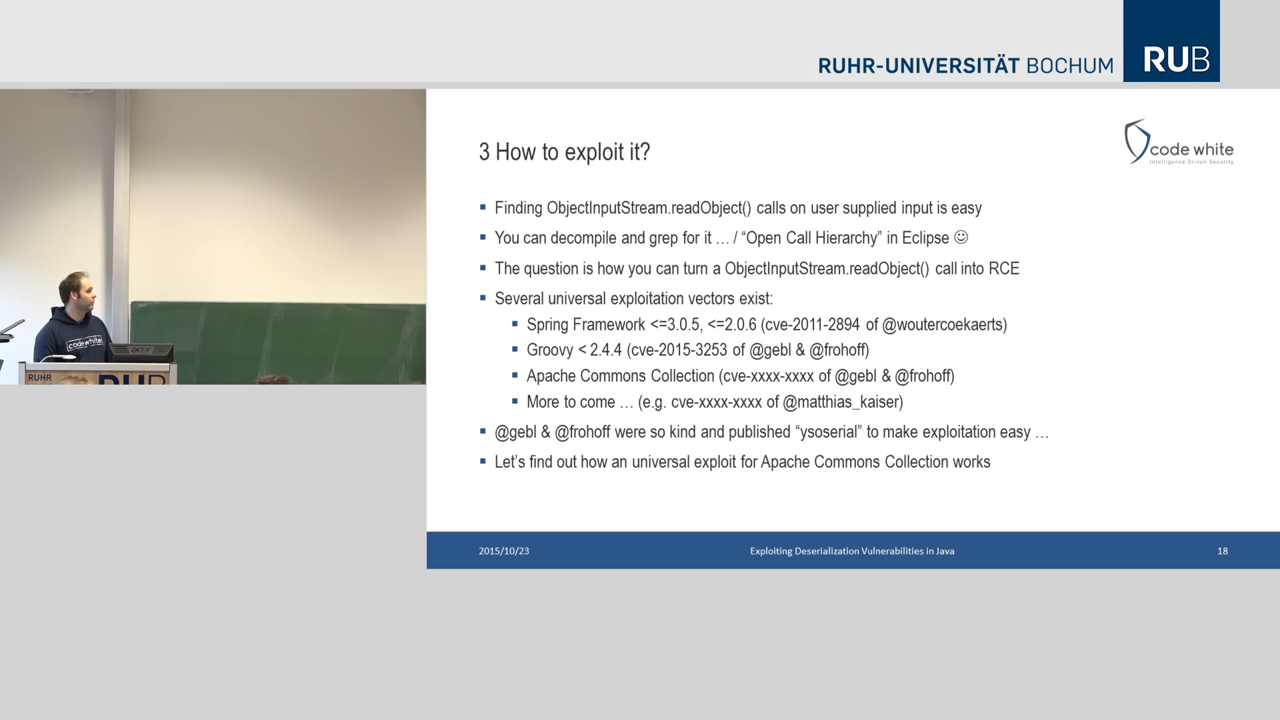 RUHR-UNIVERSITÄT BOCHUM RUB
3 How to exploit it?
code white
Intelligence Driven Security
Finding ObjectInputStream.readObject() calls on user supplied input is easy
You can decompile and grep for it … / “Open Call Hierarchy” in Eclipse ☺
The question is how you can turn a ObjectInputStream.readObject() call into RCE
Several universal exploitation vectors exist:
Spring Framework <=3.0.5, <=2.0.6 (cve-2011-2894 of @woutercoekaerts)
Groovy < 2.4.4 (cve-2015-3253 of @gebl & @frohoff)
Apache Commons Collection (cve-xxxx-xxxx of @gebl & @frohoff)
More to come … (e.g. cve-xxxx-xxxx of @matthias_kaiser)
@gebl & @frohoff were so kind and published “ysoserial” to make exploitation easy …
Let’s find out how an universal exploit for Apache Commons Collection works
2015/10/23 Exploiting Deserialization Vulnerabilities in Java 18
code white
acer
RUHR
RUB